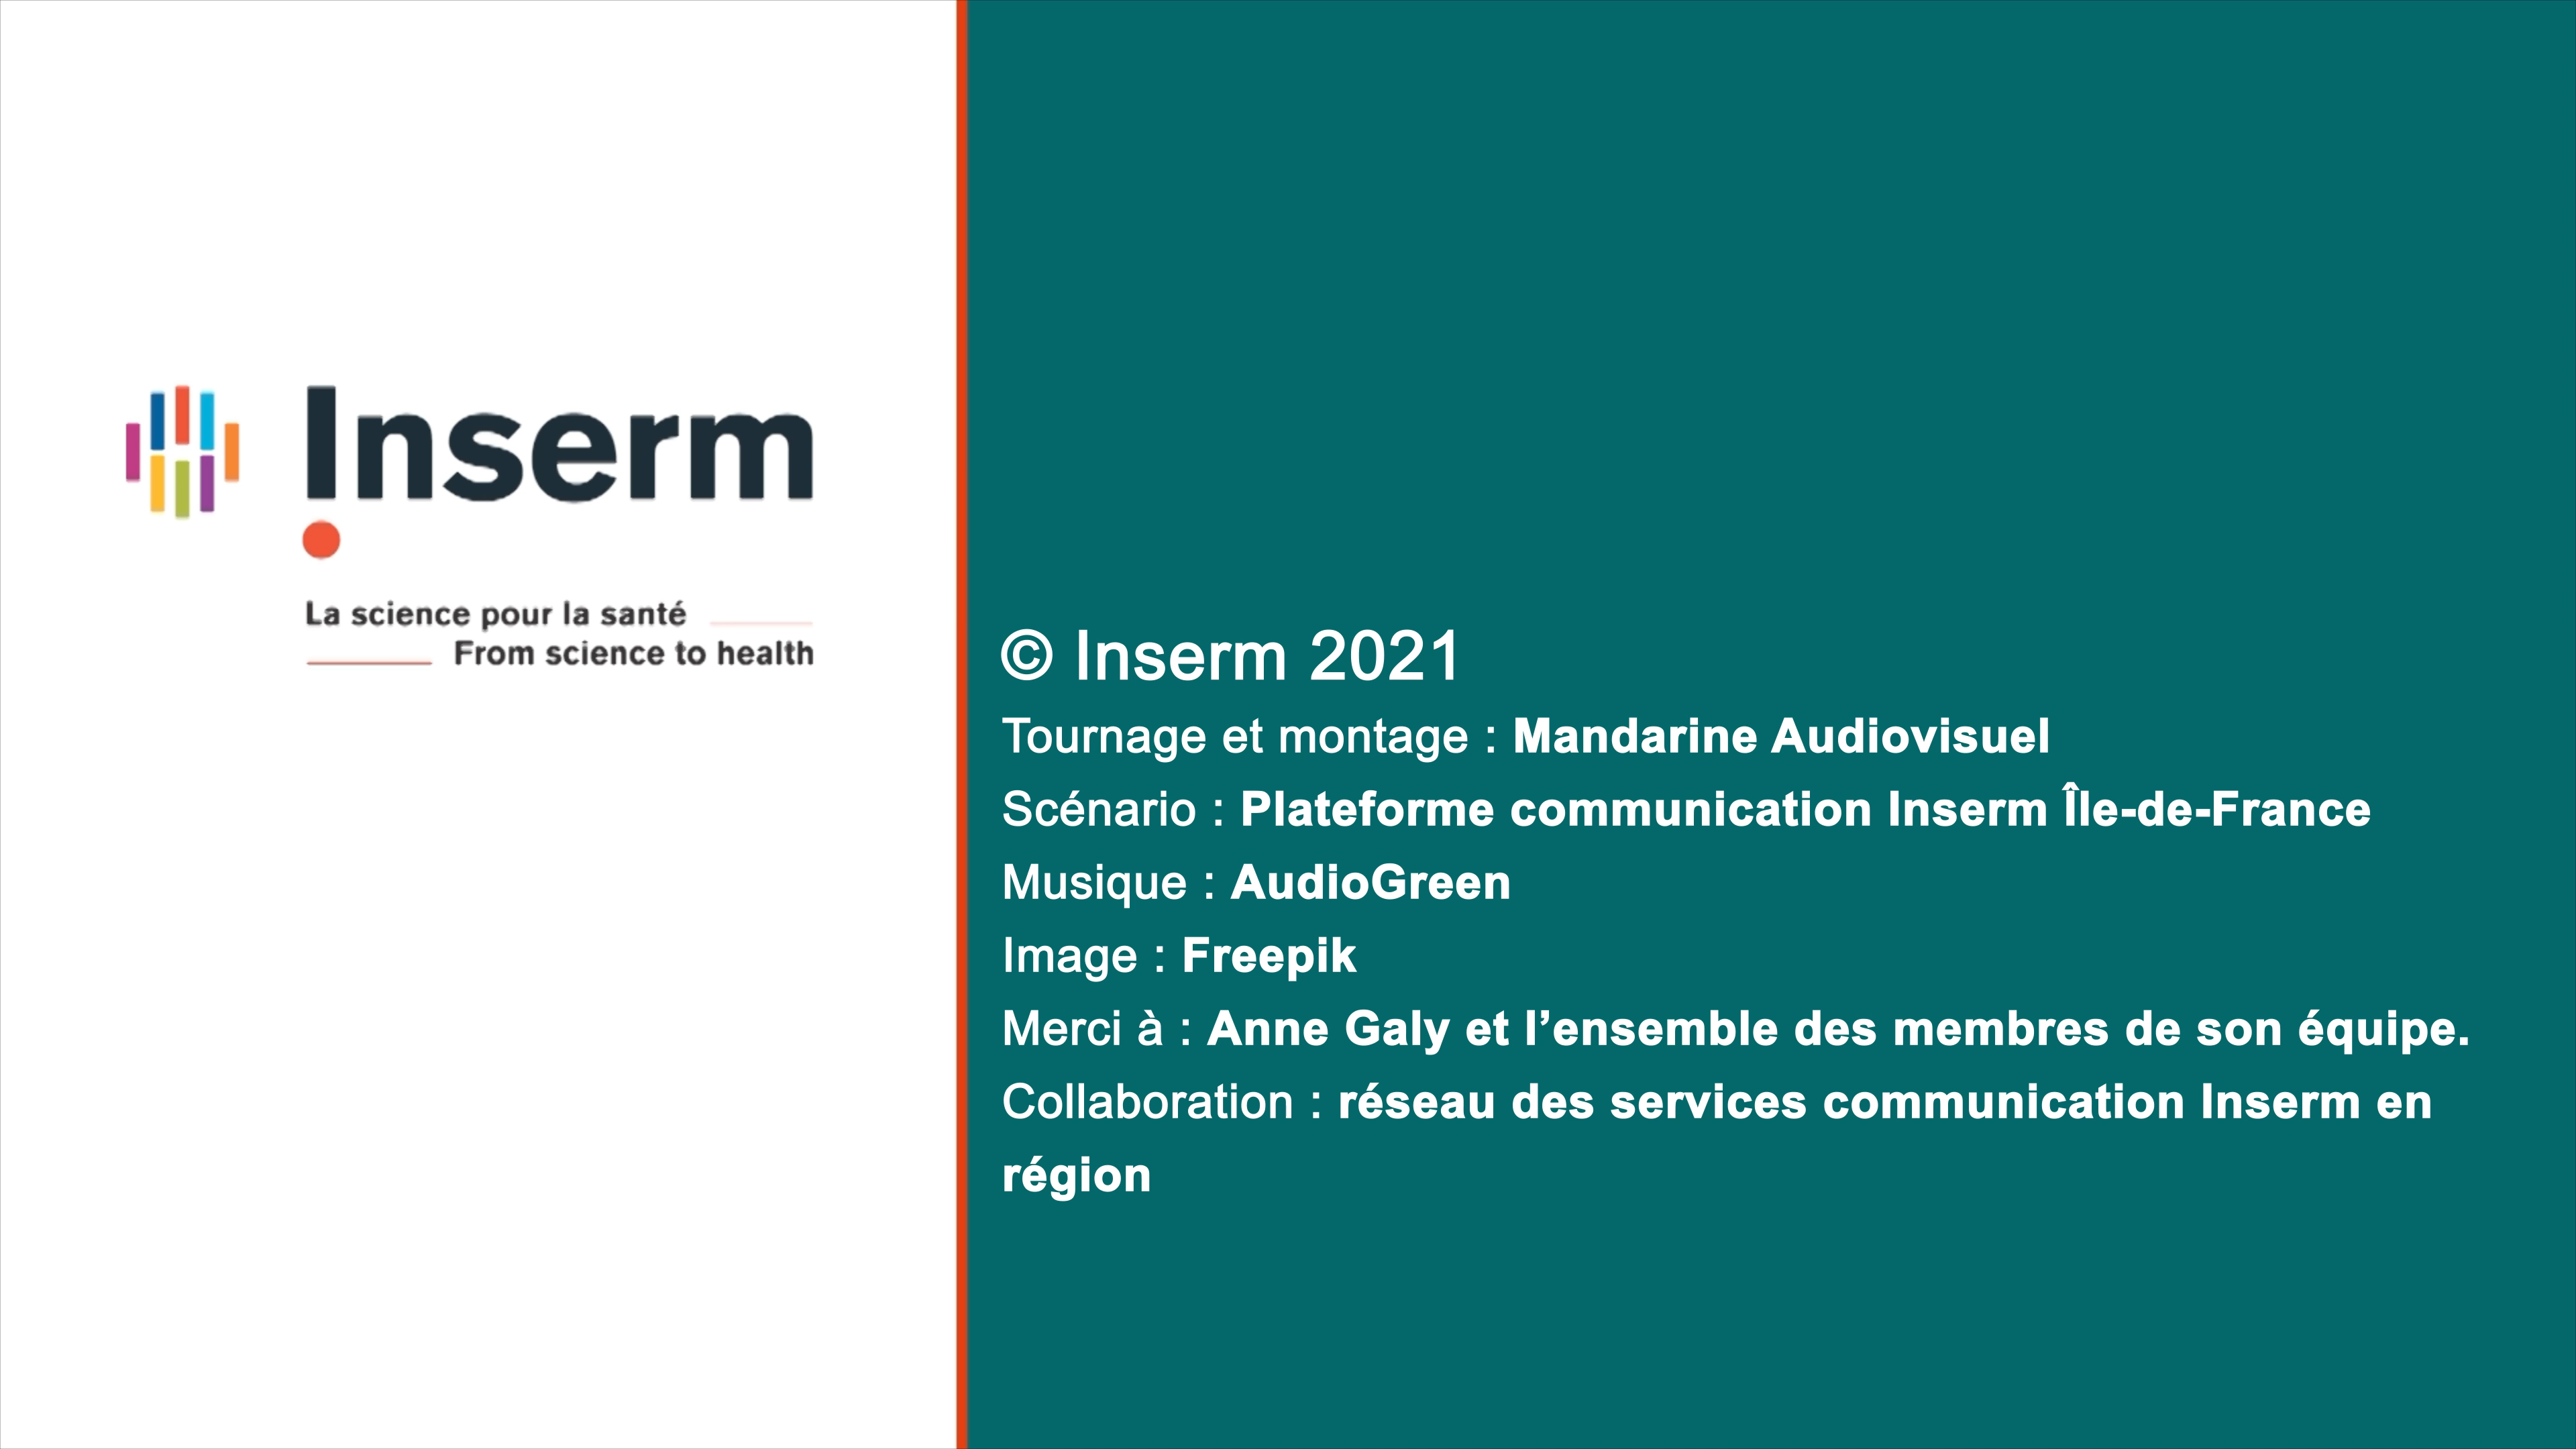 Inserm
La science pour la santé
From science to health
© Inserm 2021
Tournage et montage : Mandarine Audiovisuel
Scénario : Plateforme communication Inserm Île-de-France
Musique : AudioGreen
Image : Freepik
Merci à : Anne Galy et l’ensemble des membres de son équipe.
Collaboration : réseau des services communication Inserm en
région